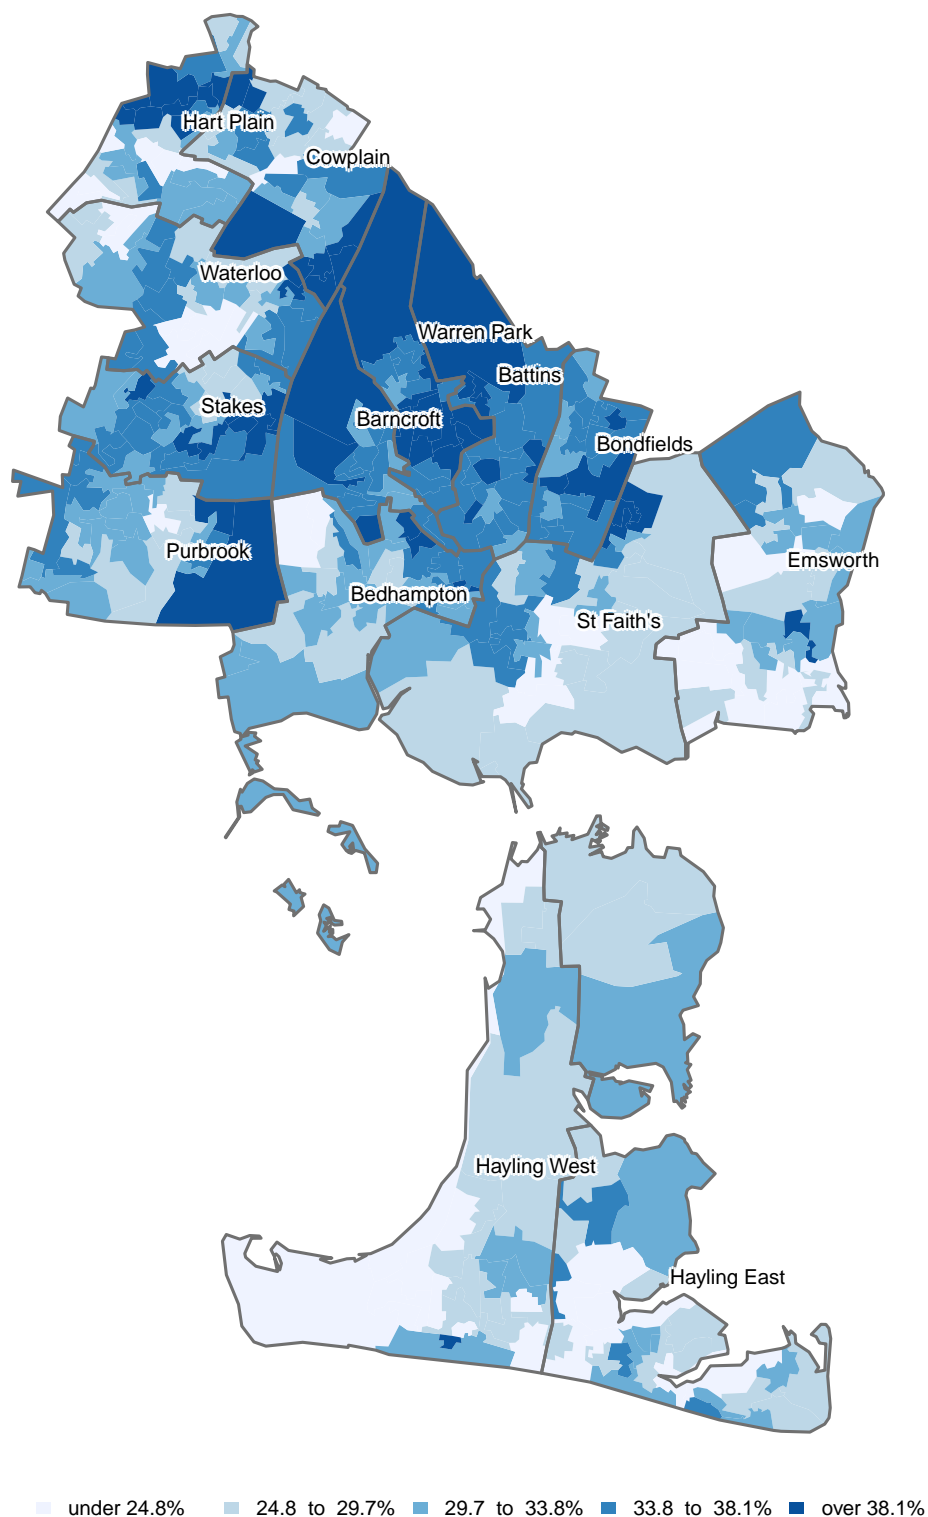 Hart Plain
Cowplain
Waterloo
Warren Park
Battins
Stakes
Barncroft
Bondfields
Purbrook
Emsworth
Bedhampton
St Faith's
Hayling West
Hayling East
under 24.8% 24.8 to 29.7% 29.7 to 33.8% 33.8 to 38.1% over 38.1%